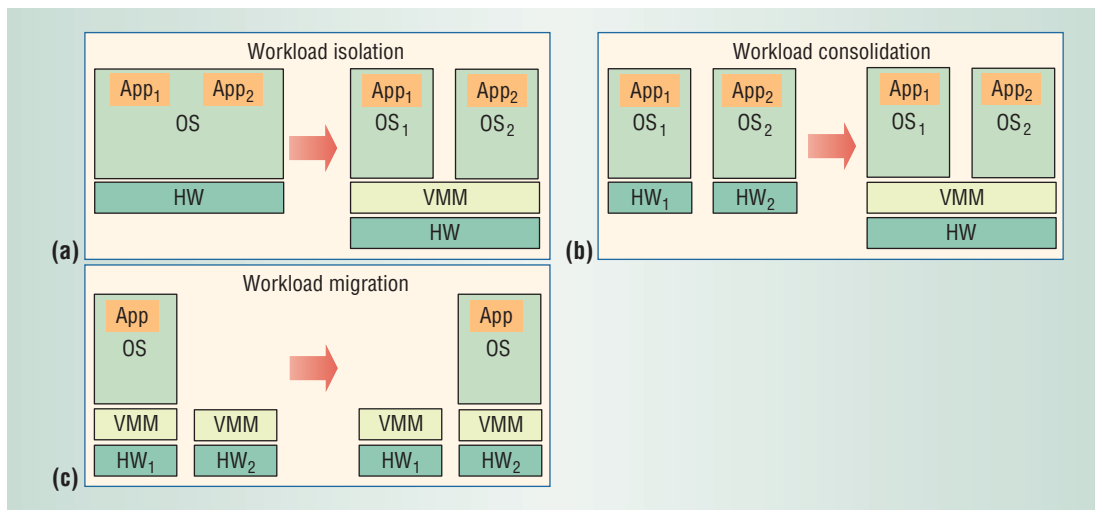 Workload isolation
App₁ App₂
OS
HW
App₁ App₂
OS₁ OS₂
VMM
HW
(a)
Workload consolidation
App₁ App₂
OS₁ OS₂
HW₁ HW₂
App₁ App₂
OS₁ OS₂
VMM
HW
(b)
Workload migration
App
OS
VMM VMM
HW₁ HW₂
App
OS
VMM VMM
HW₁ HW₂
(c)